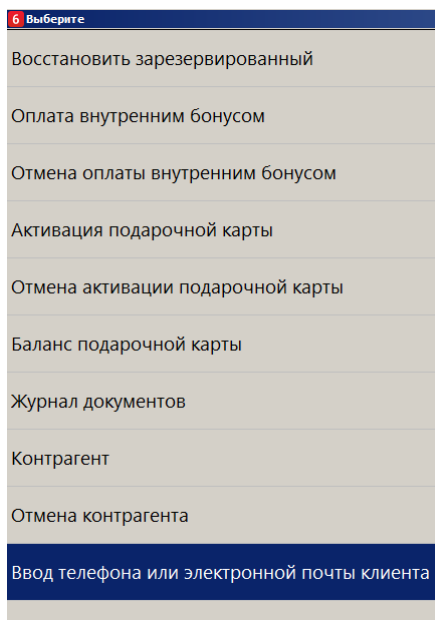 6 Выберите
Восстановить зарезервированный
Оплата внутренним бонусом
Отмена оплаты внутренним бонусом
Активация подарочной карты
Отмена активации подарочной карты
Баланс подарочной карты
Журнал документов
Контрагент
Отмена контрагента
Ввод телефона или электронной почты клиента